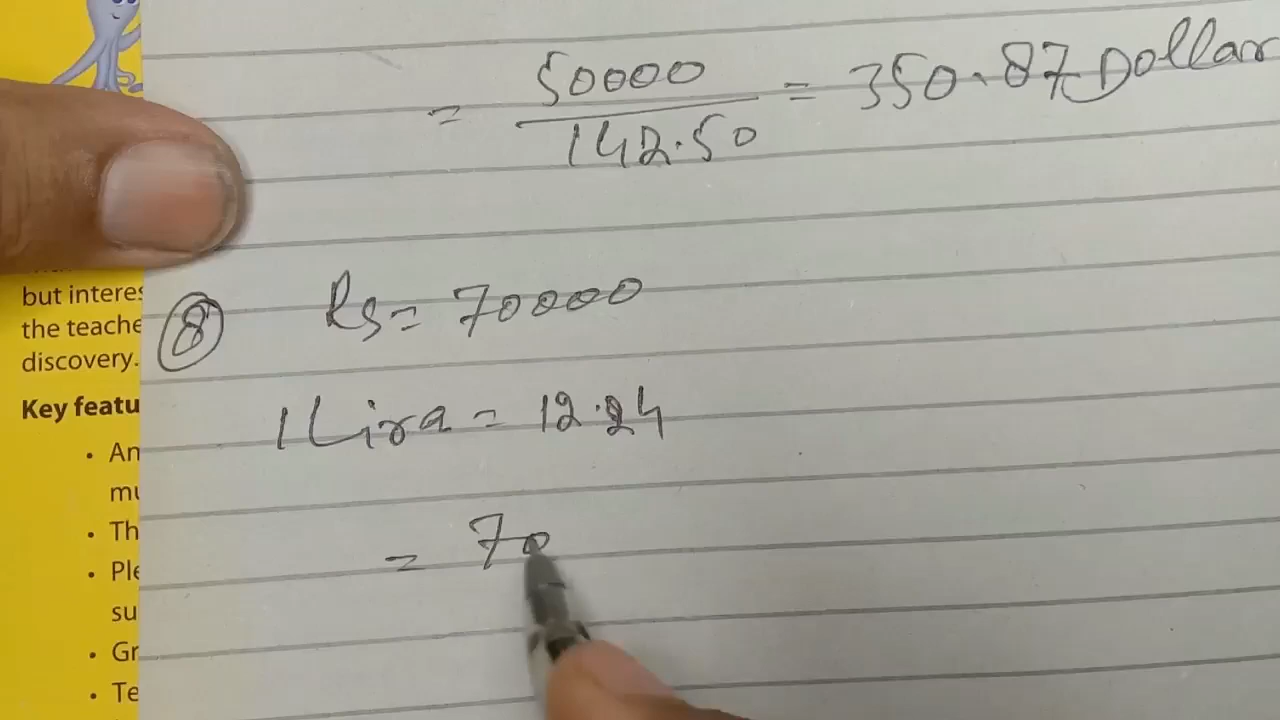 = 50000 / 142.50 = 350.87 Dollar
8 Rs = 70000
1 Lira = 12.24
= 70
but interes
the teache
discovery.
Key featu
• An
mu
• Th
• Ple
su
• Gr
• Te